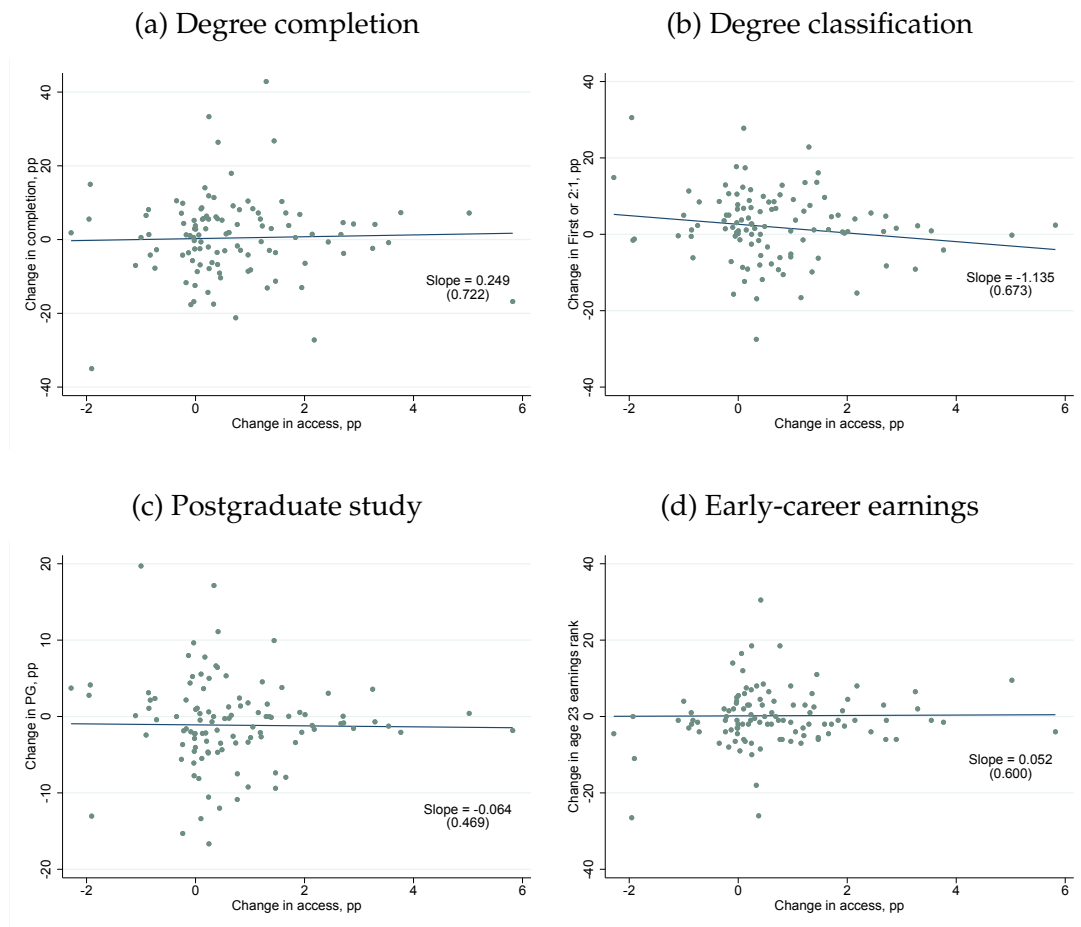 (a) Degree completion
Change in completion, pp
40
20
0
-20
-40
Slope = 0.249
(0.722)
-2 0 2 4 6
Change in access, pp
(b) Degree classification
Change in First or 2:1, pp
40
20
0
-20
-40
Slope = -1.135
(0.673)
-2 0 2 4 6
Change in access, pp
(c) Postgraduate study
Change in PG, pp
20
10
0
-10
-20
Slope = -0.064
(0.469)
-2 0 2 4 6
Change in access, pp
(d) Early-career earnings
Change in age 23 earnings rank
40
20
0
-20
-40
Slope = 0.052
(0.600)
-2 0 2 4 6
Change in access, pp